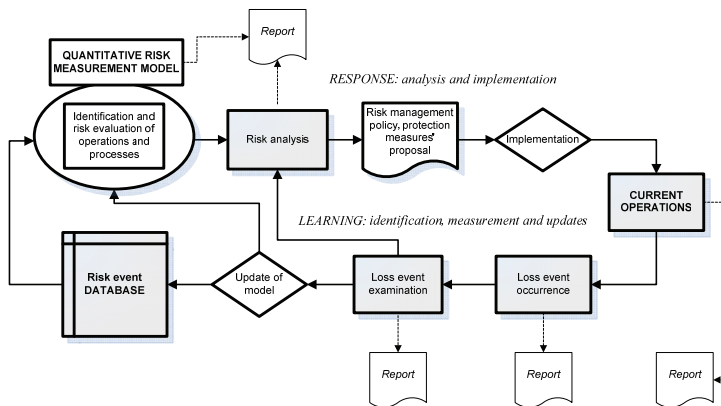 Report
QUANTITATIVE RISK
MEASUREMENT MODEL
RESPONSE: analysis and implementation
Identification and
risk evaluation of
operations and
processes
Risk analysis
Risk management
policy, protection
measures'
proposal
Implementation
CURRENT
OPERATIONS
LEARNING: identification, measurement and updates
Risk event
DATABASE
Update of
model
Loss event
examination
Loss event
occurrence
Report
Report
Report